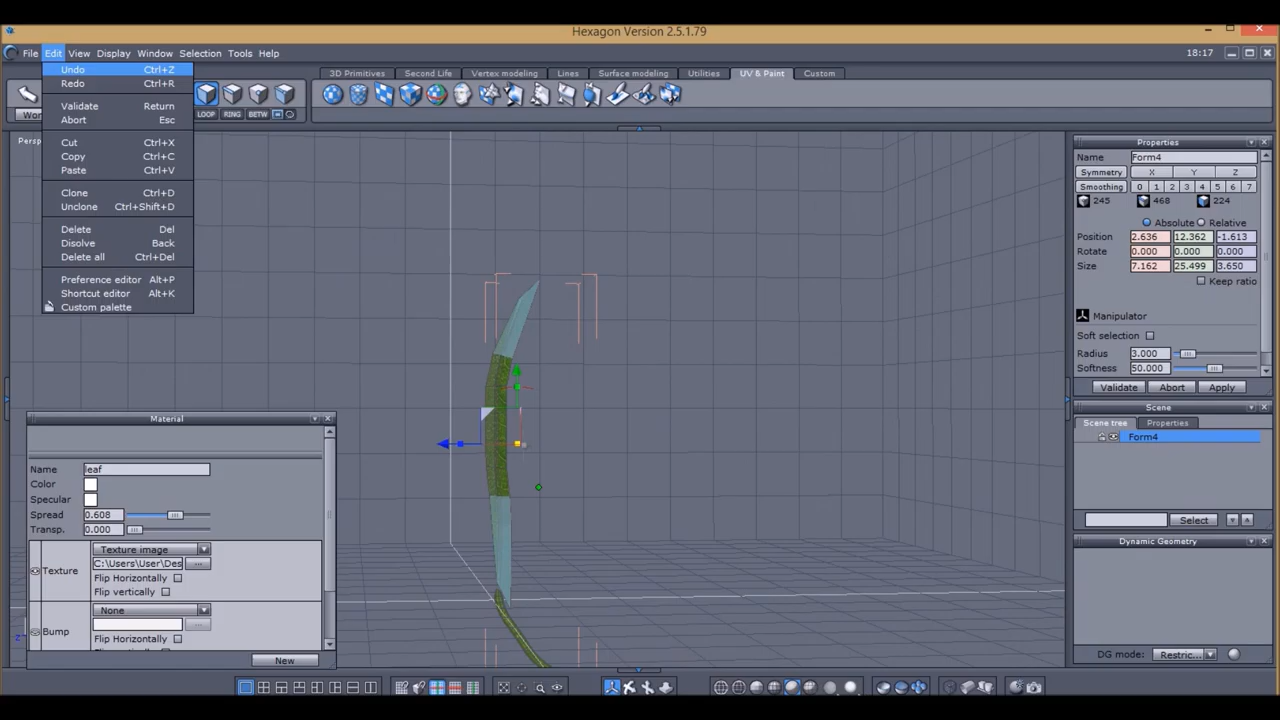 Hexagon Version 2.5.1.79
File Edit View Display Window Selection Tools Help
18:17
Undo Ctrl+Z
Redo Ctrl+R
Validate Return
Abort Esc
Cut Ctrl+X
Copy Ctrl+C
Paste Ctrl+V
Clone Ctrl+D
Unclone Ctrl+Shift+D
Delete Del
Disolve Back
Delete all Ctrl+Del
Preference editor Alt+P
Shortcut editor Alt+K
Custom palette
3D Primitives Second Life Vertex modeling Lines Surface modeling Utilities UV & Paint Custom
LOOP RING BETW
Wor
Persp
Properties
Name Form4
Symmetry X Y Z
Smoothing 0 1 2 3 4 5 6 7
245 468 224
Absolute Relative
Position 2.636 12.362 -1.613
Rotate 0.000 0.000 0.000
Size 7.162 25.499 3.650
Keep ratio
Manipulator
Soft selection
Radius 3.000
Softness 50.000
Validate Abort Apply
Scene
Scene tree Properties
Form4
Select
Dynamic Geometry
DG mode: Restric...
Material
Name leaf
Color
Specular
Spread 0.608
Transp. 0.000
Texture image
Texture C:\Users\User\Des ...
Flip Horizontally
Flip vertically
None
Bump ...
Flip Horizontally
New
z